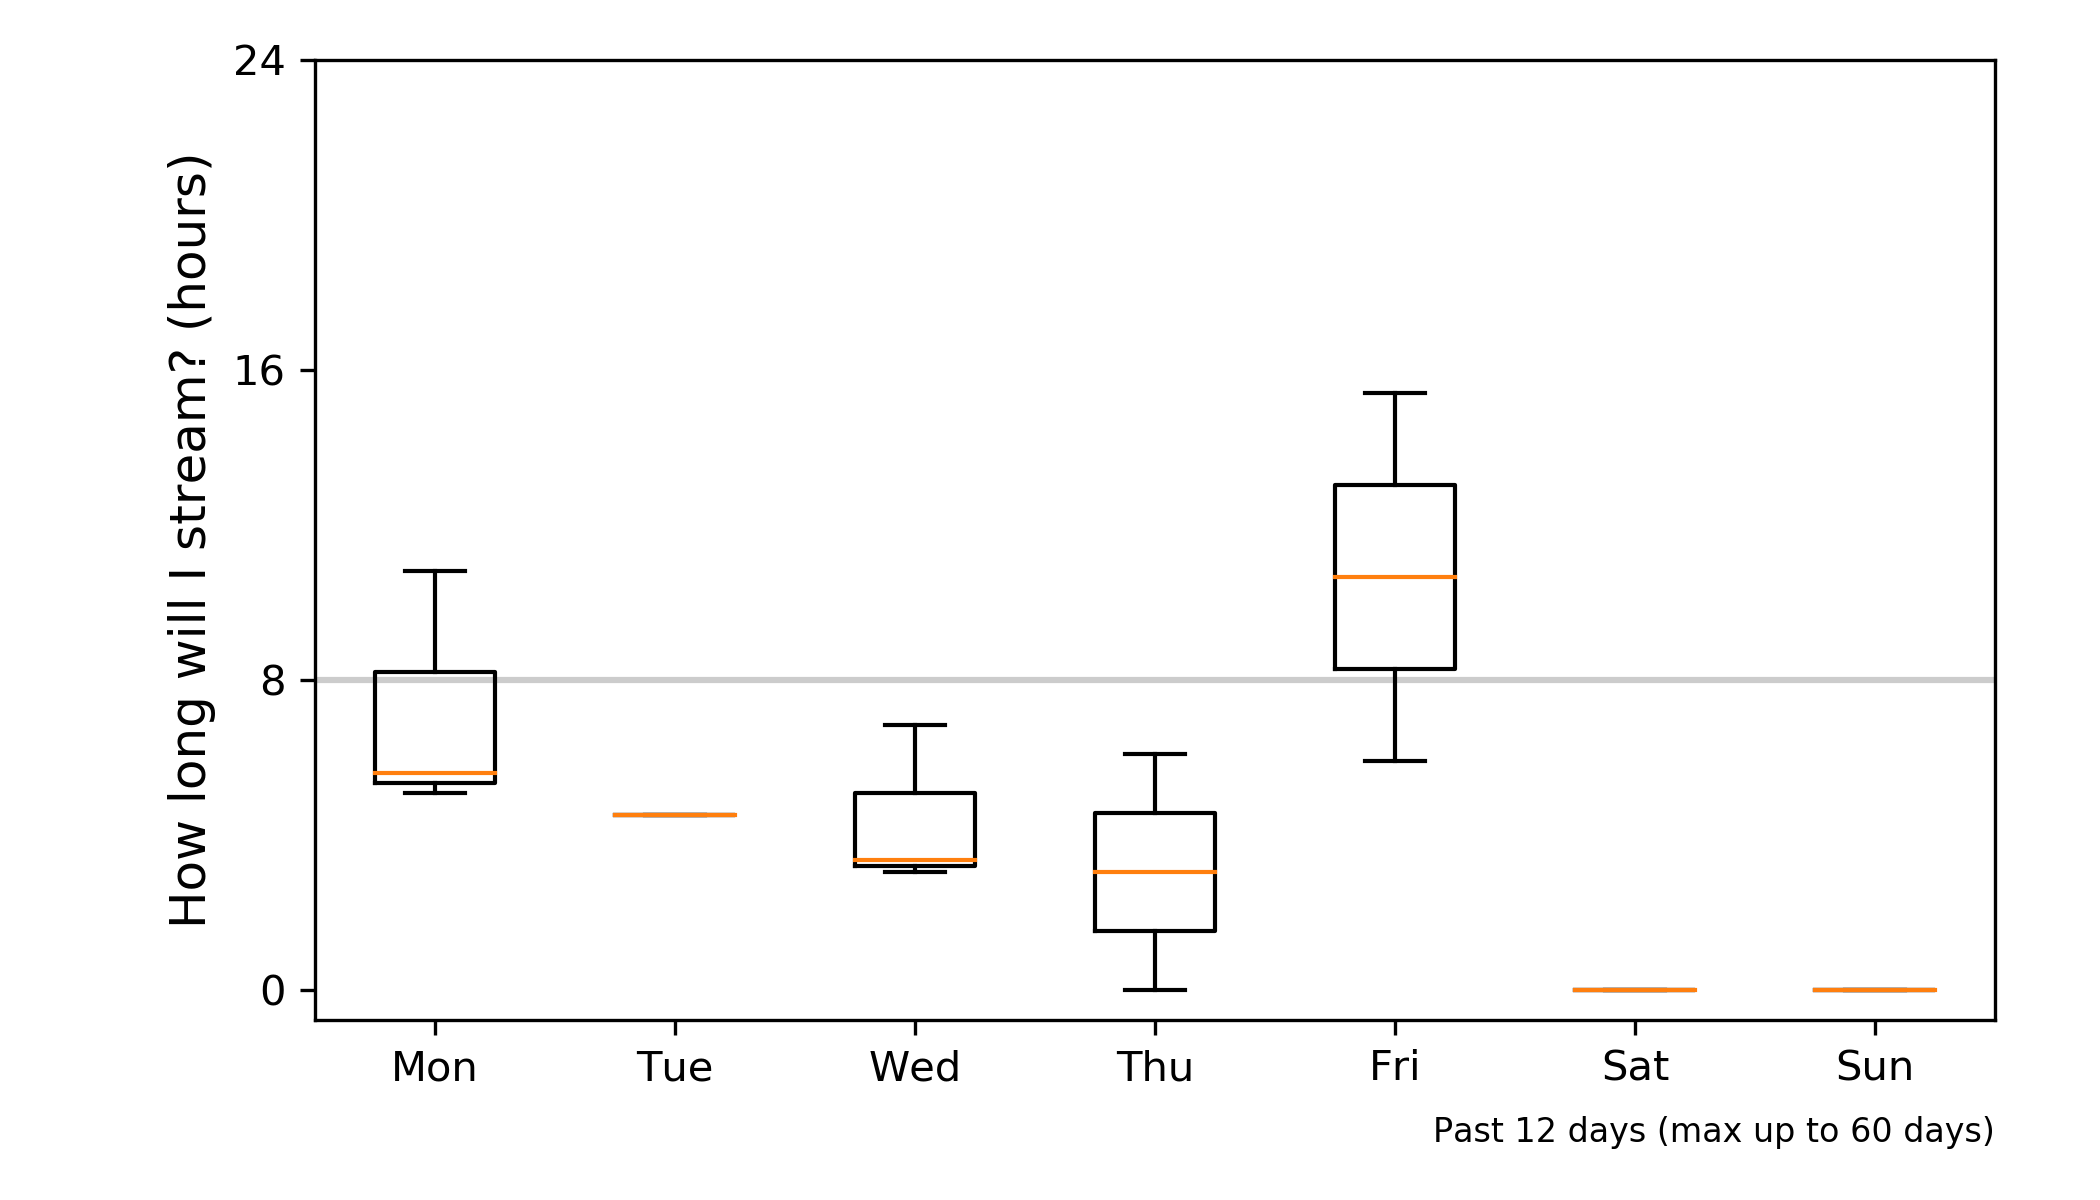 How long will I stream? (hours)
24
16
8
0
Mon Tue Wed Thu Fri Sat Sun
Past 12 days (max up to 60 days)